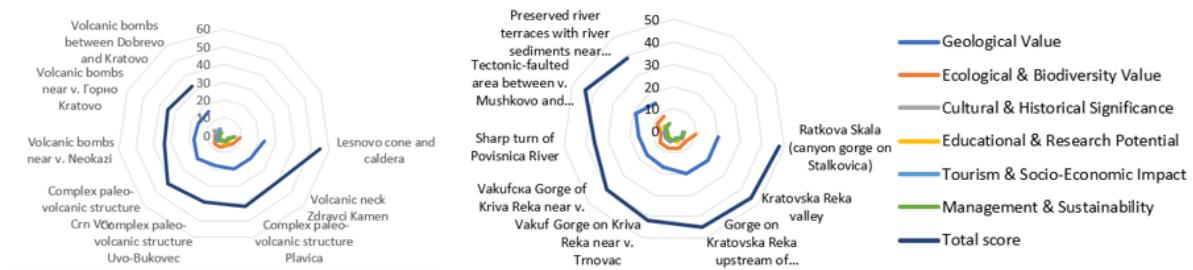 Volcanic bombs
between Dobrevo
and Kratovo
Volcanic bombs
near v. Горно
Kratovo
Volcanic bombs
near v. Neokazi
Complex paleo-
volcanic structure
Crn Vrv
Complex paleo-
volcanic structure
Uvo-Bukovec
Complex paleo-
volcanic structure
Plavica
Volcanic neck
Zdravci Kamen
Lesnovo cone and
caldera
60
50
40
30
20
10
0
Preserved river
terraces with river
sediments near...
Tectonic-faulted
area between v.
Mushkovo and...
Sharp turn of
Povisnica River
Vakufска Gorge of
Kriva Reka near v.
Vakuf Gorge on Kriva
Reka near v.
Trnovac
Gorge on
Kratovska Reka
upstream of...
Kratovska Reka
valley
Ratkova Skala
(canyon gorge on
Stalkovica)
50
40
30
20
10
0
Geological Value
Ecological & Biodiversity Value
Cultural & Historical Significance
Educational & Research Potential
Tourism & Socio-Economic Impact
Management & Sustainability
Total score